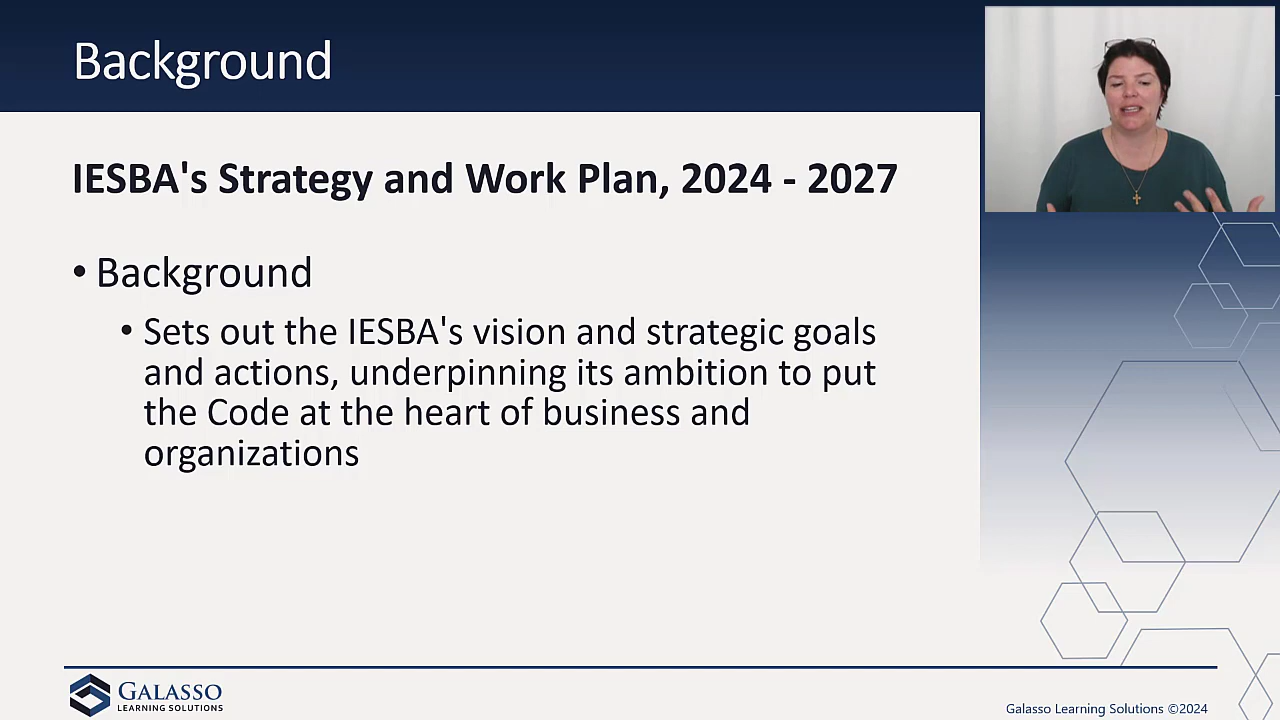 Background
IESBA's Strategy and Work Plan, 2024 - 2027
• Background
• Sets out the IESBA's vision and strategic goals
and actions, underpinning its ambition to put
the Code at the heart of business and
organizations
GALASSO
LEARNING SOLUTIONS
Galasso Learning Solutions ©2024